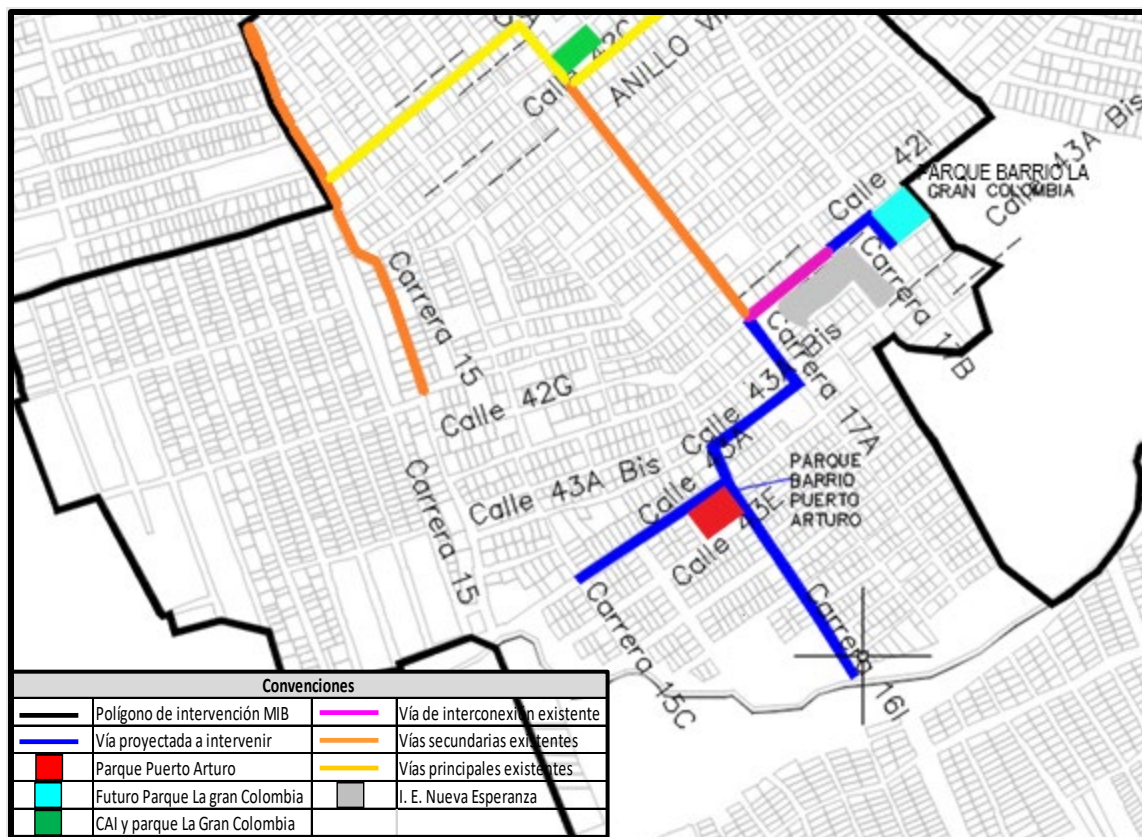 Calle 42C
ANILLO VI
Calle 42I
Calle 43A Bis
PARQUE BARRIO LA
GRAN COLOMBIA
Carrera 15
Carrera 17B
Calle 42G
Calle 43A Bis
Carrera 17A
Calle 43A Bis
Calle 43A
PARQUE
BARRIO
PUERTO
ARTURO
Calle 43E
Carrera 15
Carrera 15C
Carrera 16I
Convenciones
Polígono de intervención MIB
Vía de interconexión existente
Vía proyectada a intervenir
Vías secundarias existentes
Parque Puerto Arturo
Vías principales existentes
Futuro Parque La gran Colombia
I. E. Nueva Esperanza
CAI y parque La Gran Colombia